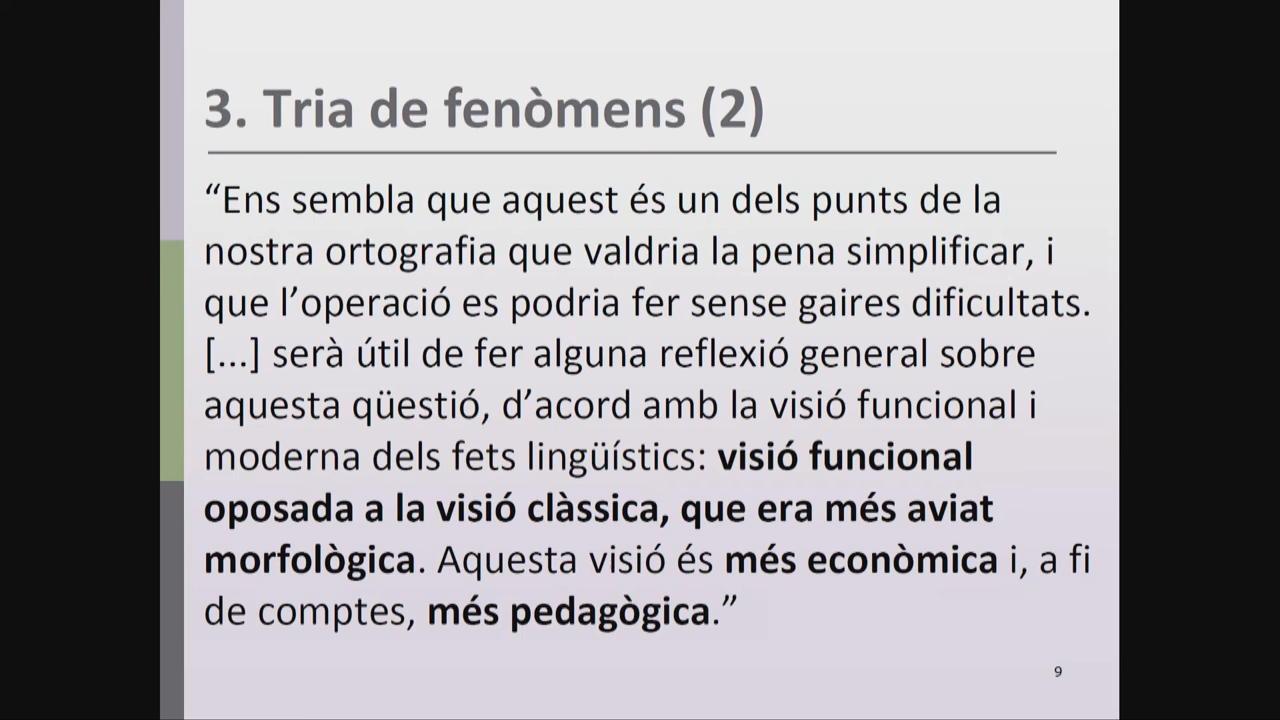 3. Tria de fenòmens (2)
“Ens sembla que aquest és un dels punts de la
nostra ortografia que valdria la pena simplificar, i
que l’operació es podria fer sense gaires dificultats.
[...] serà útil de fer alguna reflexió general sobre
aquesta qüestió, d’acord amb la visió funcional i
moderna dels fets lingüístics: visió funcional
oposada a la visió clàssica, que era més aviat
morfològica. Aquesta visió és més econòmica i, a fi
de comptes, més pedagògica.”
9